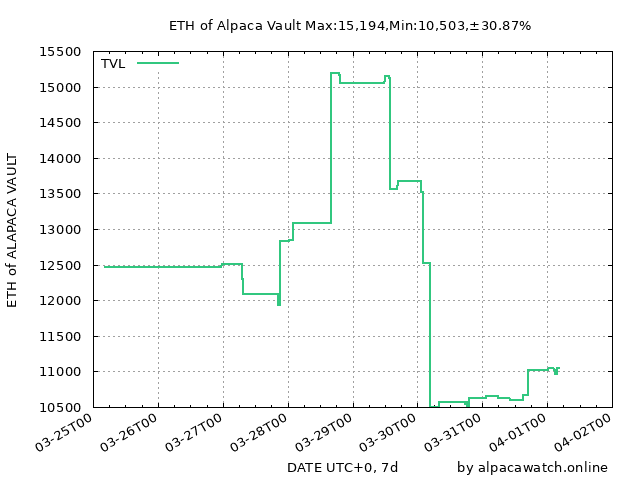 ETH of Alpaca Vault Max:15,194,Min:10,503,±30.87%
TVL
15500
15000
14500
14000
13500
13000
12500
12000
11500
11000
10500
ETH of ALAPACA VAULT
03-25T00
03-26T00
03-27T00
03-28T00
03-29T00
03-30T00
03-31T00
04-01T00
04-02T00
DATE UTC+0, 7d
by alpacawatch.online